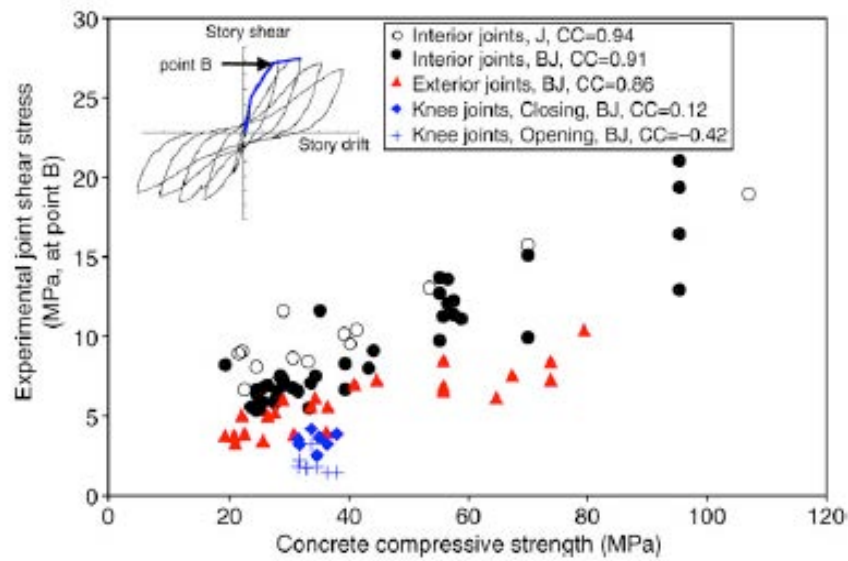 Story shear
point B
Story drift
Interior joints, J, CC=0.94
Interior joints, BJ, CC=0.91
Exterior joints, BJ, CC=0.86
Knee joints, Closing, BJ, CC=0.12
Knee joints, Opening, BJ, CC=−0.42
Experimental joint shear stress
(MPa, at point B)
30
25
20
15
10
5
0
0 20 40 60 80 100 120
Concrete compressive strength (MPa)